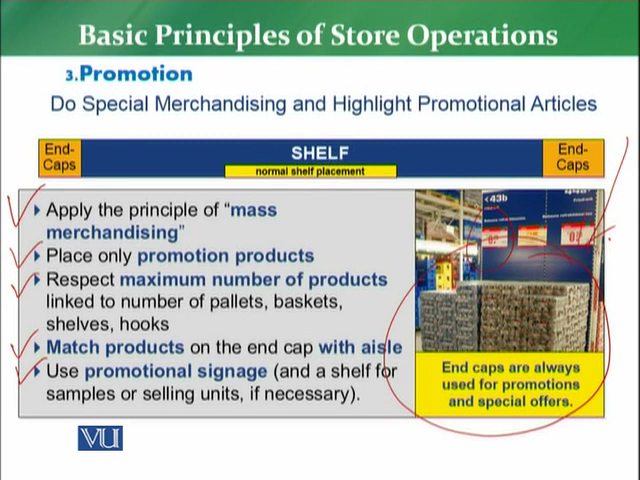 Basic Principles of Store Operations
3.Promotion
Do Special Merchandising and Highlight Promotional Articles
End-
Caps
SHELF
normal shelf placement
End-
Caps
Apply the principle of “mass
merchandising”
Place only promotion products
Respect maximum number of products
linked to number of pallets, baskets,
shelves, hooks
Match products on the end cap with aisle
Use promotional signage (and a shelf for
samples or selling units, if necessary).
<43b
End caps are always
used for promotions
and special offers.
VU